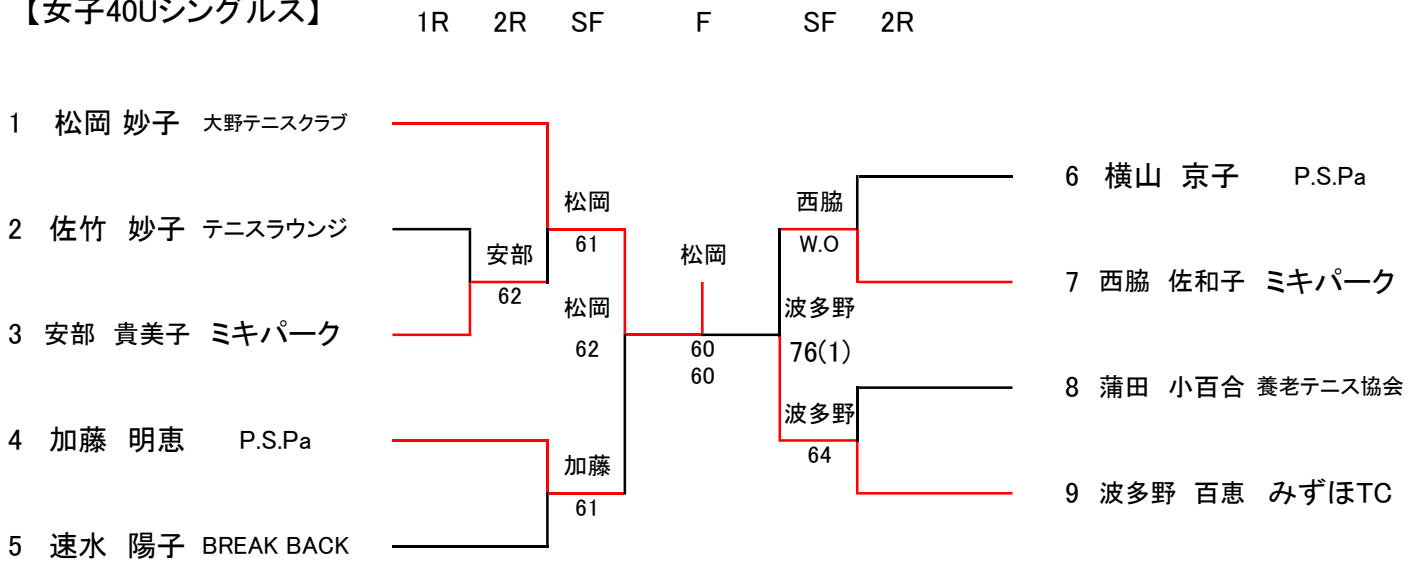 【女子40Uシングルス】
1R 2R SF F SF 2R
1 松岡 妙子 大野テニスクラブ
6 横山 京子 P.S.Pa
松岡
西脇
2 佐竹 妙子 テニスラウンジ
61
W.O
安部
松岡
7 西脇 佐和子 ミキパーク
62
松岡
波多野
3 安部 貴美子 ミキパーク
62
60
76(1)
60
8 蒲田 小百合 養老テニス協会
波多野
4 加藤 明恵 P.S.Pa
64
加藤
9 波多野 百恵 みずほTC
61
5 速水 陽子 BREAK BACK